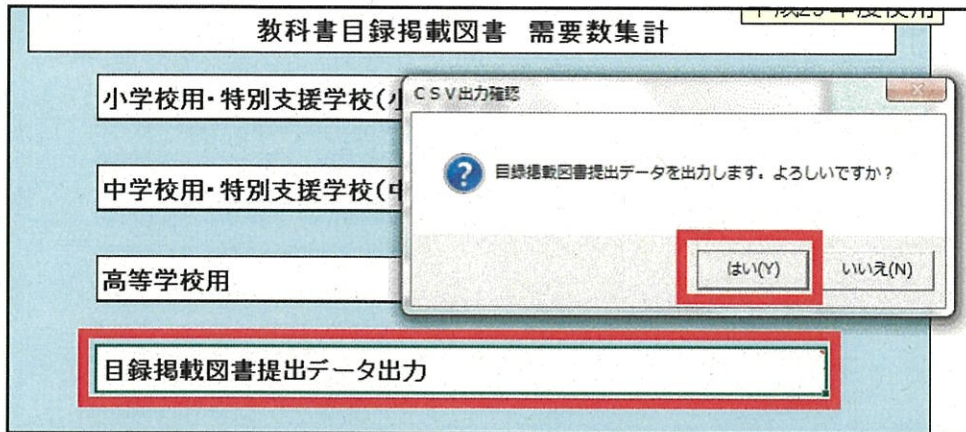 教科書目録掲載図書 需要数集計
小学校用・特別支援学校(
中学校用・特別支援学校(
高等学校用
目録掲載図書提出データ出力
CSV出力確認
目録掲載図書提出データを出力します。よろしいですか?
はい(Y)
いいえ(N)